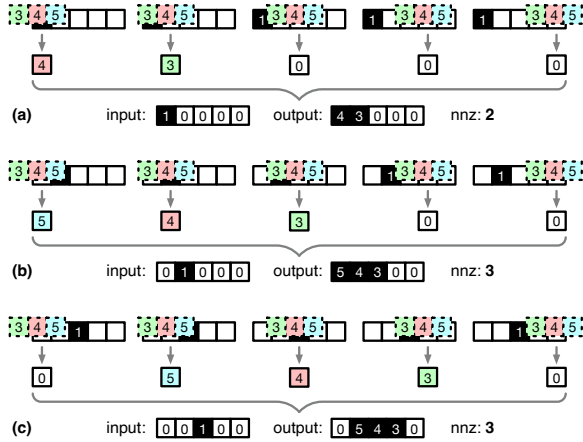 3 4 5 3 4 5 1 3 4 5 1 3 4 5 1 3 4 5
4 3 0 0 0
(a) input: 1 0 0 0 0 output: 4 3 0 0 0 nnz: 2
3 4 5 3 4 5 3 4 5 1 3 4 5 1 3 4 5
5 4 3 0 0
(b) input: 0 1 0 0 0 output: 5 4 3 0 0 nnz: 3
3 4 5 1 3 4 5 3 4 5 3 4 5 1 3 4 5
0 5 4 3 0
(c) input: 0 0 1 0 0 output: 0 5 4 3 0 nnz: 3